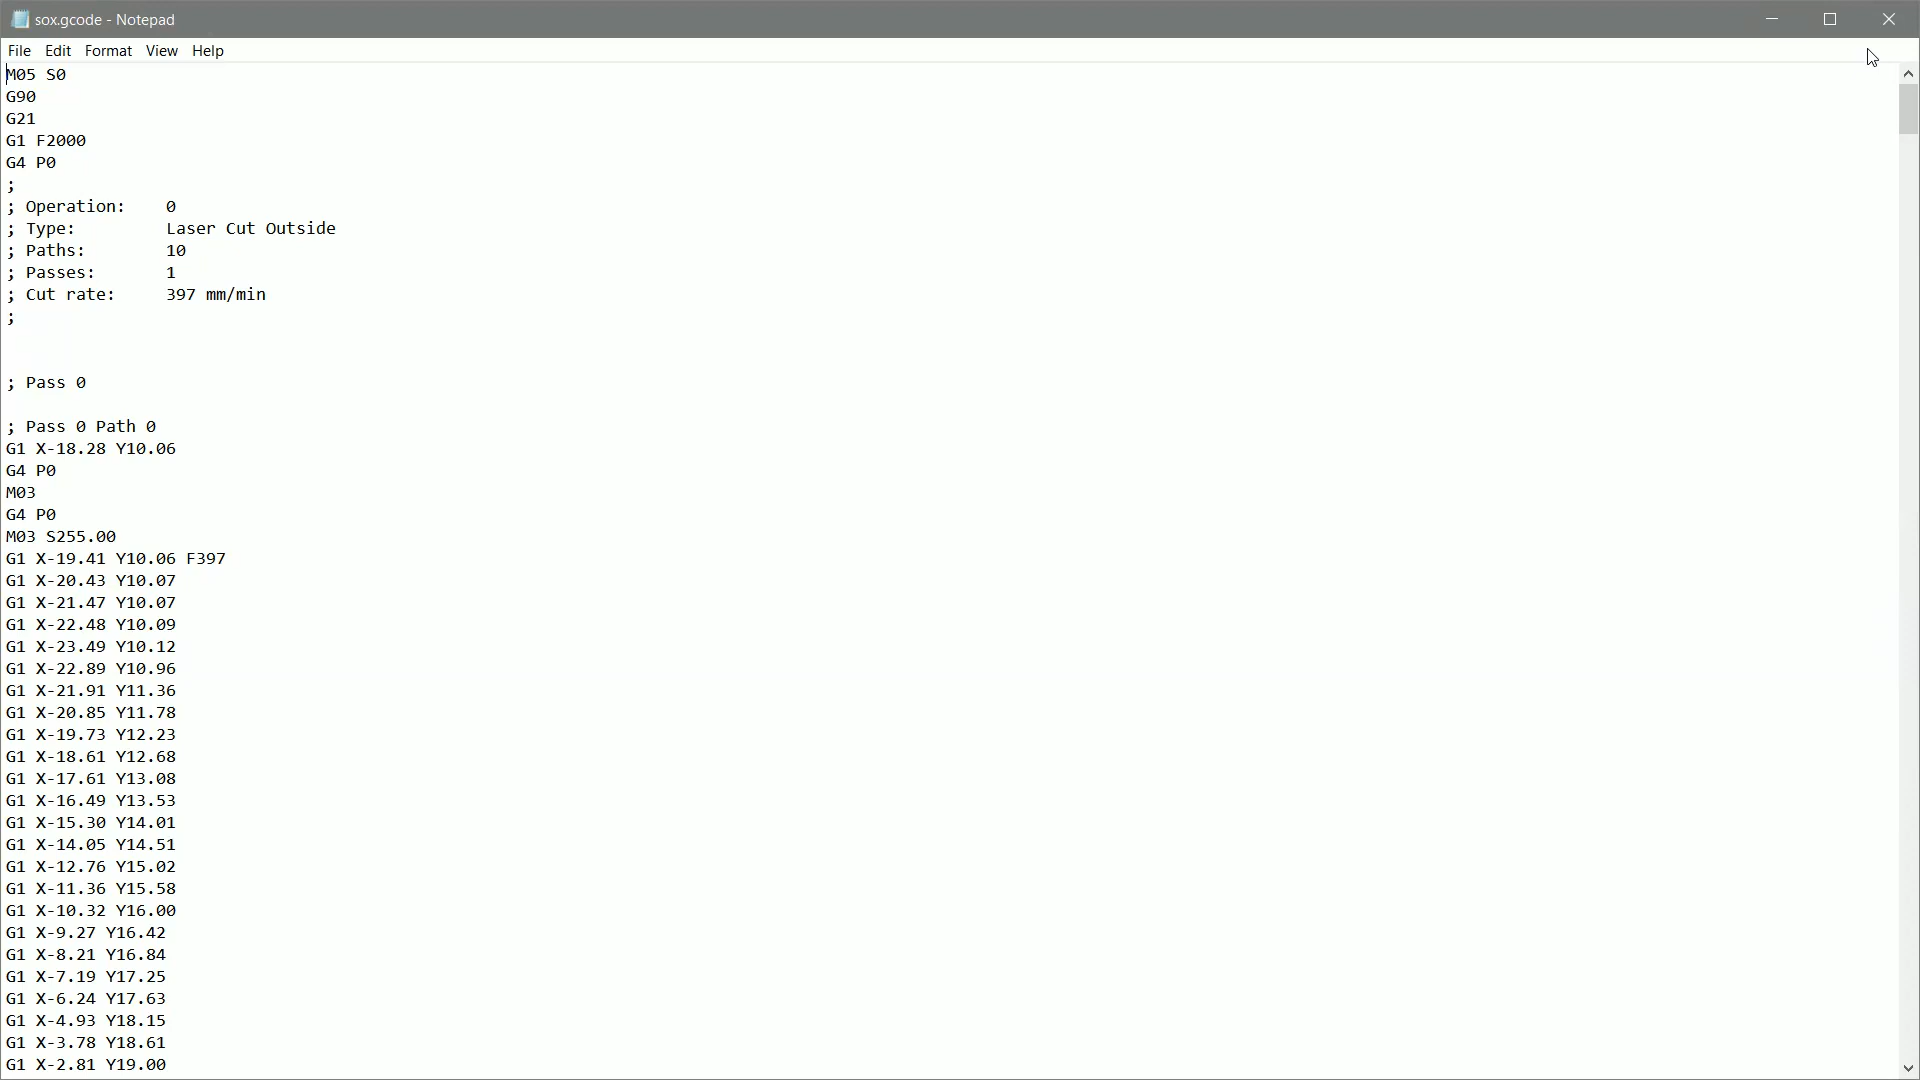 sox.gcode - Notepad
File Edit Format View Help
M05 S0
G90
G21
G1 F2000
G4 P0
;
; Operation:    0
; Type:         Laser Cut Outside
; Paths:        10
; Passes:       1
; Cut rate:     397 mm/min
;
; Pass 0
; Pass 0 Path 0
G1 X-18.28 Y10.06
G4 P0
M03
G4 P0
M03 S255.00
G1 X-19.41 Y10.06 F397
G1 X-20.43 Y10.07
G1 X-21.47 Y10.07
G1 X-22.48 Y10.09
G1 X-23.49 Y10.12
G1 X-22.89 Y10.96
G1 X-21.91 Y11.36
G1 X-20.85 Y11.78
G1 X-19.73 Y12.23
G1 X-18.61 Y12.68
G1 X-17.61 Y13.08
G1 X-16.49 Y13.53
G1 X-15.30 Y14.01
G1 X-14.05 Y14.51
G1 X-12.76 Y15.02
G1 X-11.36 Y15.58
G1 X-10.32 Y16.00
G1 X-9.27 Y16.42
G1 X-8.21 Y16.84
G1 X-7.19 Y17.25
G1 X-6.24 Y17.63
G1 X-4.93 Y18.15
G1 X-3.78 Y18.61
G1 X-2.81 Y19.00